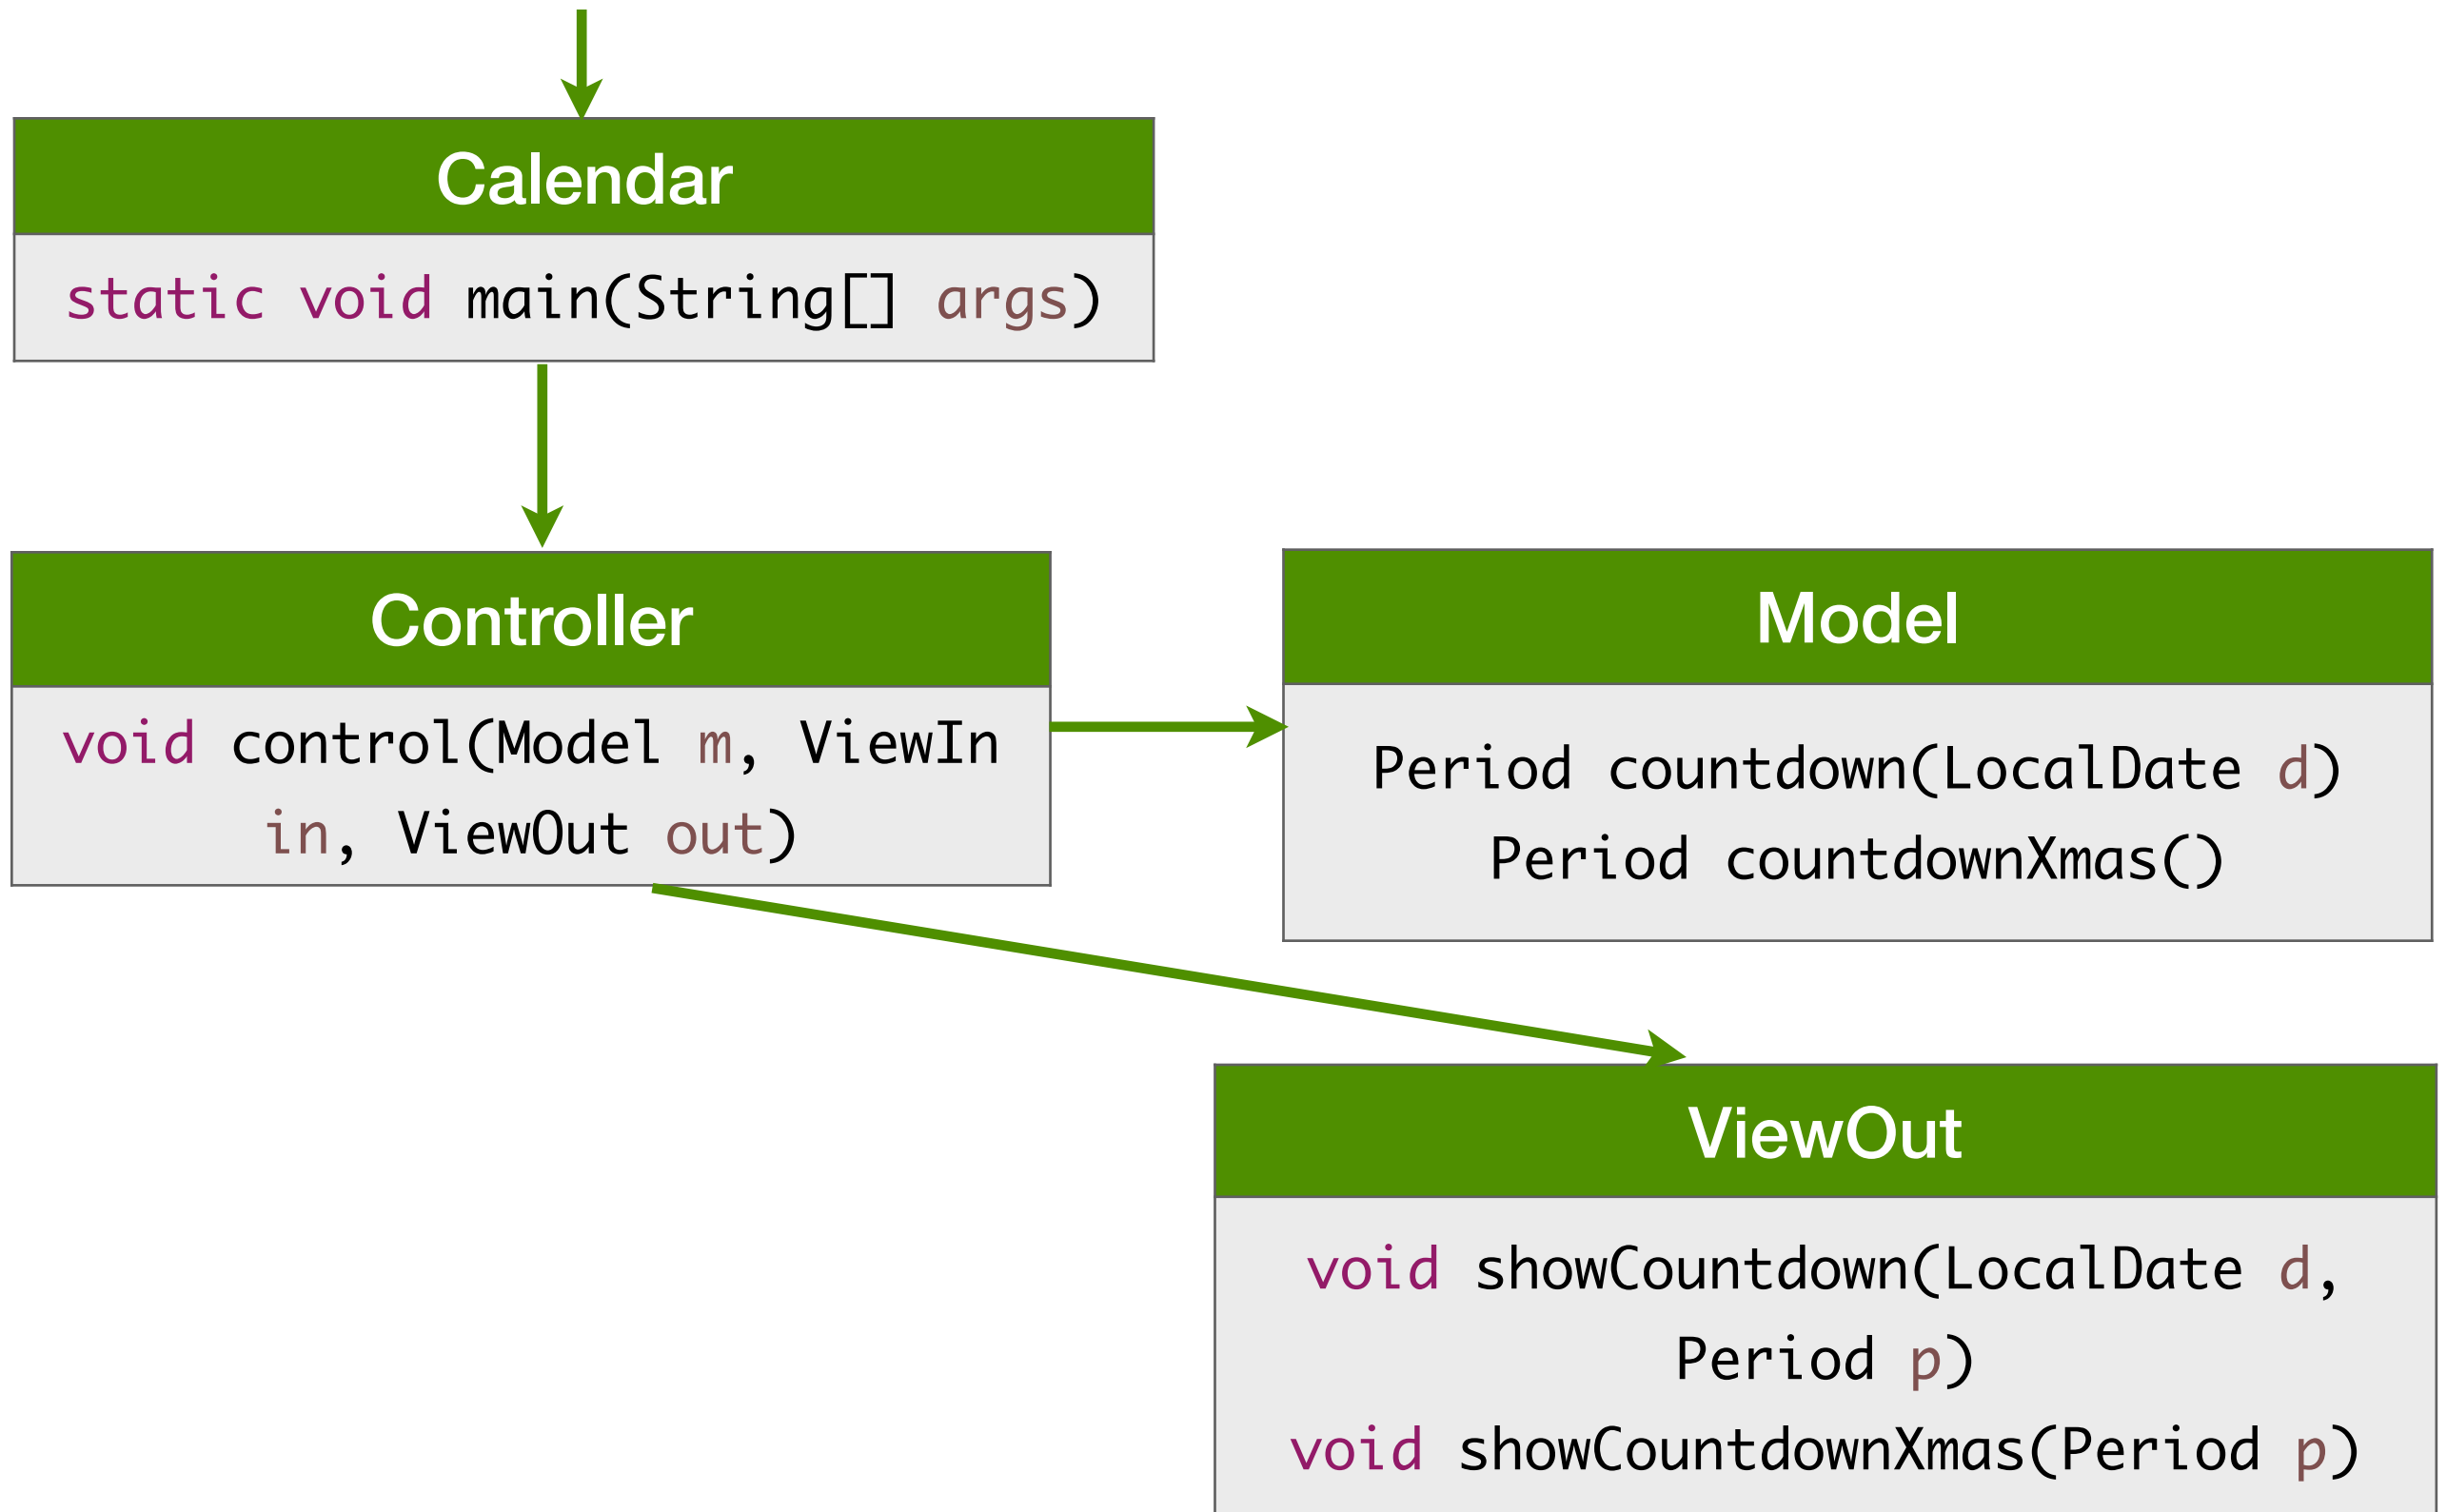 Calendar
static void main(String[] args)
Controller
void control(Model m, ViewIn
in, ViewOut out)
Model
Period countdown(LocalDate d)
Period countdownXmas()
ViewOut
void showCountdown(LocalDate d,
Period p)
void showCountdownXmas(Period p)